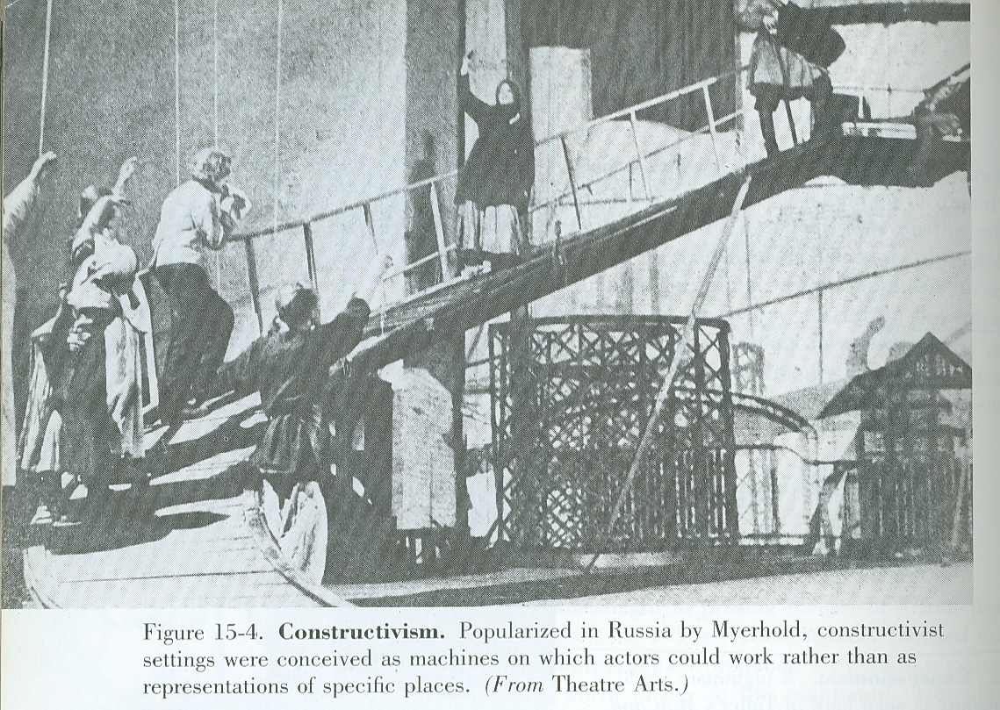 Figure 15-4. Constructivism. Popularized in Russia by Myerhold, constructivist
settings were conceived as machines on which actors could work rather than as
representations of specific places. (From Theatre Arts.)